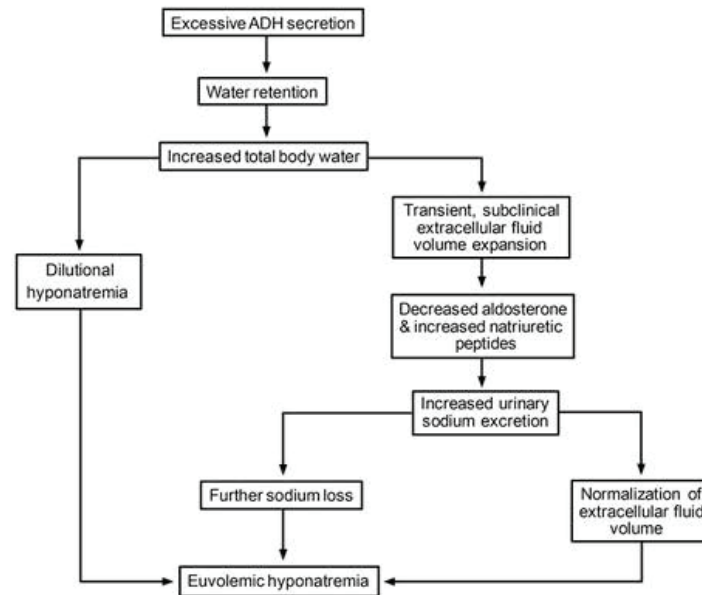 Excessive ADH secretion
Water retention
Increased total body water
Transient, subclinical
extracellular fluid
volume expansion
Dilutional
hyponatremia
Decreased aldosterone
& increased natriuretic
peptides
Increased urinary
sodium excretion
Further sodium loss
Normalization of
extracellular fluid
volume
Euvolemic hyponatremia